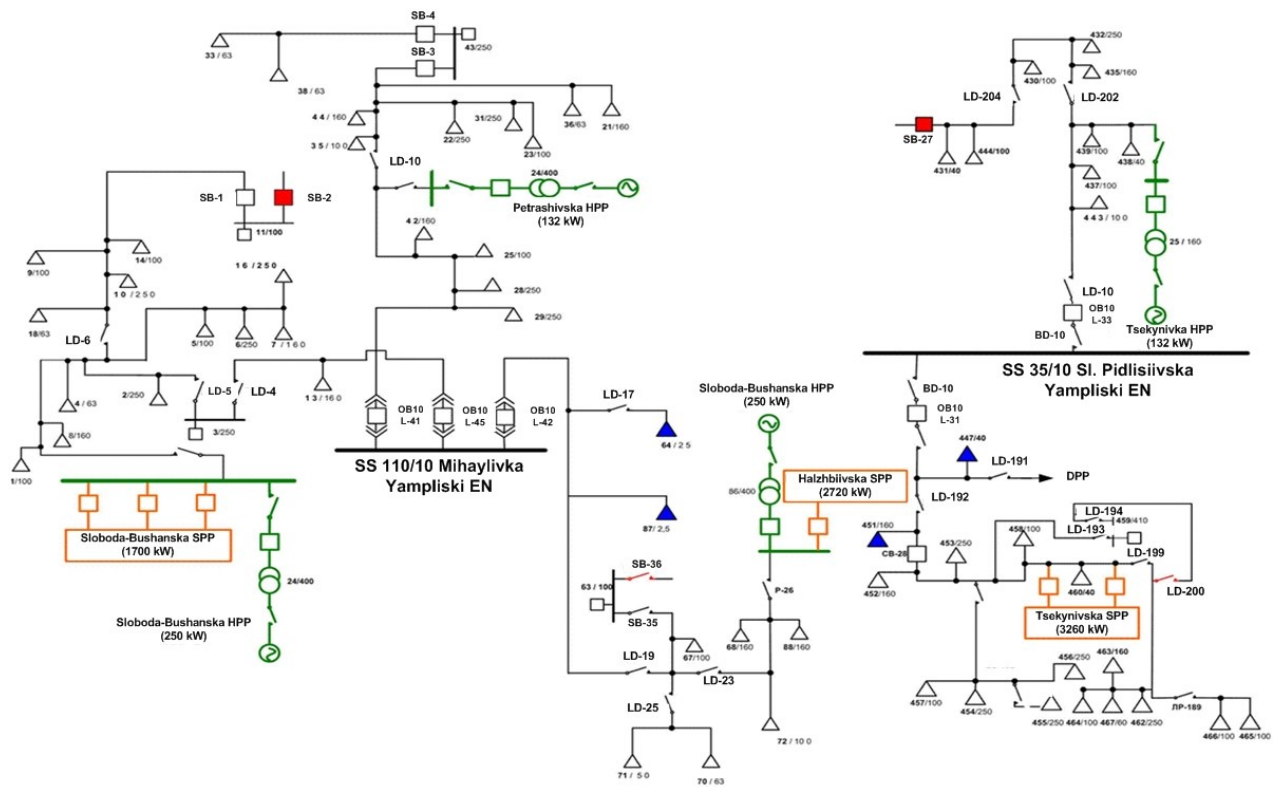 SB-4
33 / 63
43/250
SB-3
38 / 63
4 4 / 160
31/250
36/63
21/160
22/250
3 5 / 10 0
23/100
LD-10
24/400
SB-1
SB-2
Petrashivska HPP
(132 kW)
11/100
4 2/160
14/100
9/100
1 6 / 2 5 0
25/100
1 0 / 2 5 0
28/250
18/63
29/250
LD-6
5/100
6/250
7 / 1 6 0
LD-5
LD-4
4 / 63
2/250
1 3 / 16 0
3/250
8/160
1/100
OB10
L-41
OB10
L-45
OB10
L-42
SS 110/10 Mihaylivka
Yampliski EN
Sloboda-Bushanska SPP
(1700 kW)
24/400
Sloboda-Bushanska HPP
(250 kW)
LD-17
64 / 2 5
87 / 2,5
Sloboda-Bushanska HPP
(250 kW)
86/400
Halzhbiivska SPP
(2720 kW)
SB-36
63 / 100
SB-35
P-26
67/100
68/160
88/160
LD-19
LD-23
LD-25
72 / 10 0
71 / 5 0
70 / 63
432/250
430/100
435/160
LD-204
LD-202
SB-27
444/100
431/40
439/100
438/40
437/100
4 4 3 / 1 0 0
25 / 160
LD-10
OB10
L-33
BD-10
Tsekynivka HPP
(132 kW)
SS 35/10 Sl. Pidlisiivska
Yampliski EN
BD-10
OB10
L-31
447/40
LD-191
DPP
LD-192
LD-194
459/410
451/160
458/100
LD-193
453/250
CB-28
LD-199
452/160
460/40
LD-200
Tsekynivska SPP
(3260 kW)
456/250
463/160
457/100
454/250
455/250
464/100
467/60
462/250
ЛР-189
466/100
465/100